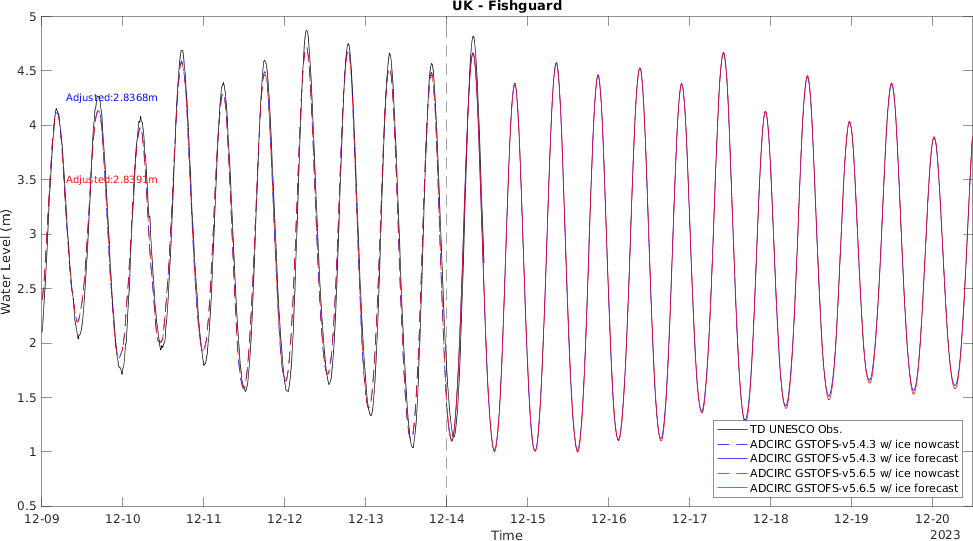 UK - Fishguard
5
4.5
4
3.5
3
2.5
2
1.5
1
0.5
Water Level (m)
Adjusted:2.8368m
Adjusted:2.8391m
TD UNESCO Obs.
ADCIRC GSTOFS-v5.4.3 w/ ice nowcast
ADCIRC GSTOFS-v5.4.3 w/ ice forecast
ADCIRC GSTOFS-v5.6.5 w/ ice nowcast
ADCIRC GSTOFS-v5.6.5 w/ ice forecast
12-09 12-10 12-11 12-12 12-13 12-14 12-15 12-16 12-17 12-18 12-19 12-20
Time
2023